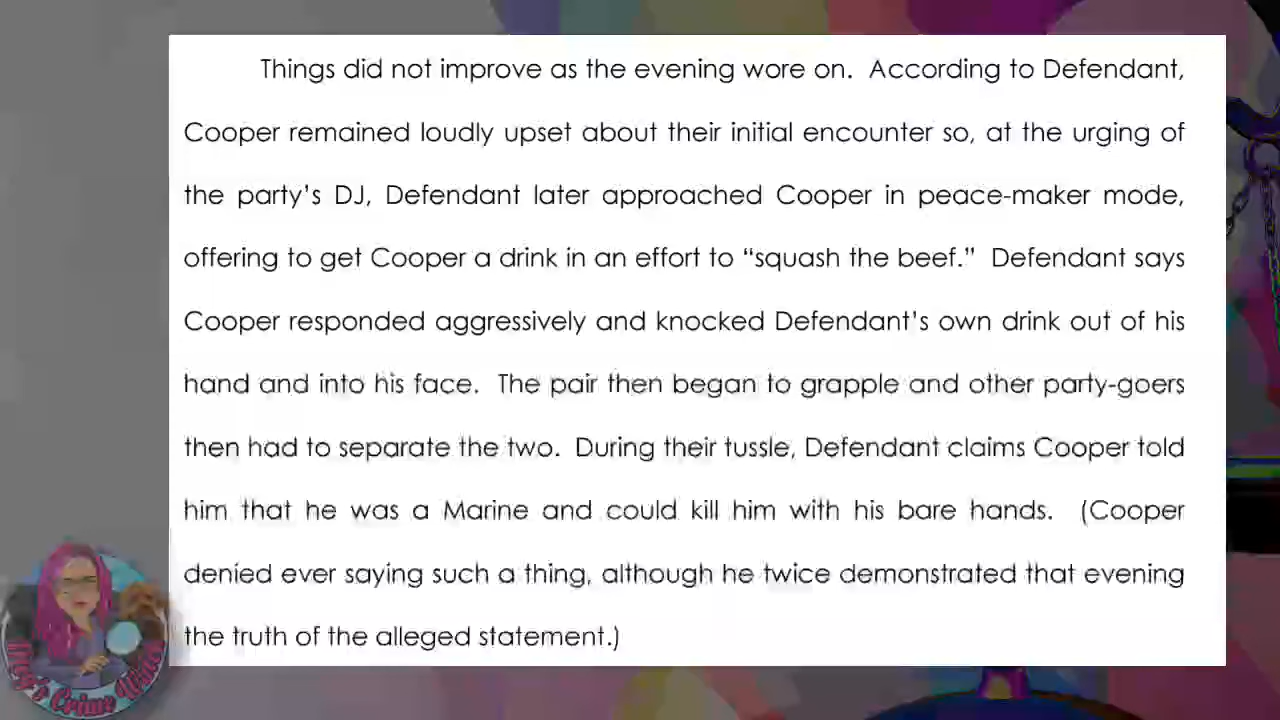 Things did not improve as the evening wore on. According to Defendant,
Cooper remained loudly upset about their initial encounter so, at the urging of
the party’s DJ, Defendant later approached Cooper in peace-maker mode,
offering to get Cooper a drink in an effort to “squash the beef.” Defendant says
Cooper responded aggressively and knocked Defendant’s own drink out of his
hand and into his face. The pair then began to grapple and other party-goers
then had to separate the two. During their tussle, Defendant claims Cooper told
him that he was a Marine and could kill him with his bare hands. (Cooper
denied ever saying such a thing, although he twice demonstrated that evening
the truth of the alleged statement.)
Crime